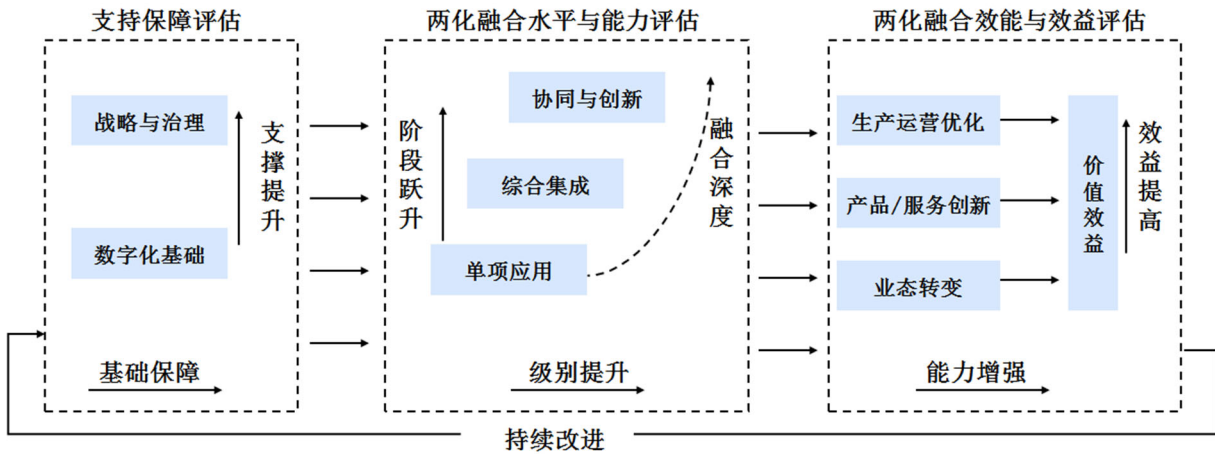 支持保障评估
两化融合水平与能力评估
两化融合效能与效益评估
战略与治理
数字化基础
支撑提升
基础保障
阶段跃升
协同与创新
综合集成
单项应用
融合深度
级别提升
生产运营优化
产品/服务创新
业态转变
价值效益
效益提高
能力增强
持续改进